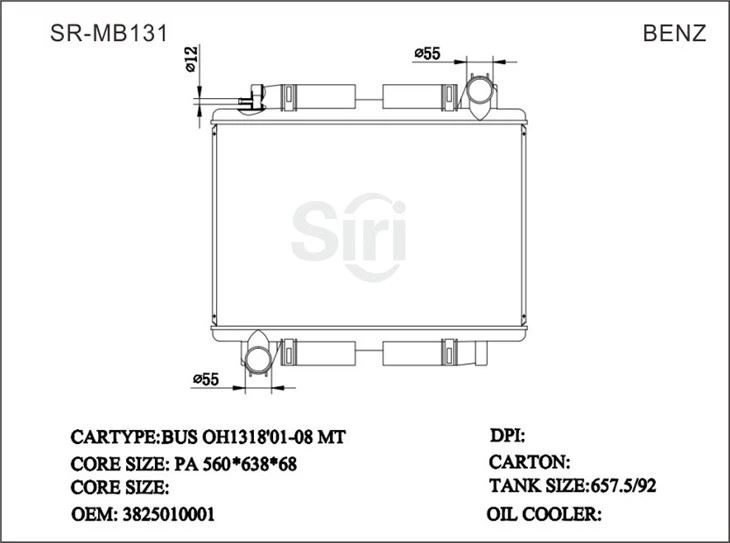 SR-MB131
BENZ
ø12
ø55
Siri
ø55
CARTYPE:BUS OH1318'01-08 MT
CORE SIZE: PA 560*638*68
CORE SIZE:
OEM: 3825010001
DPI:
CARTON:
TANK SIZE:657.5/92
OIL COOLER: